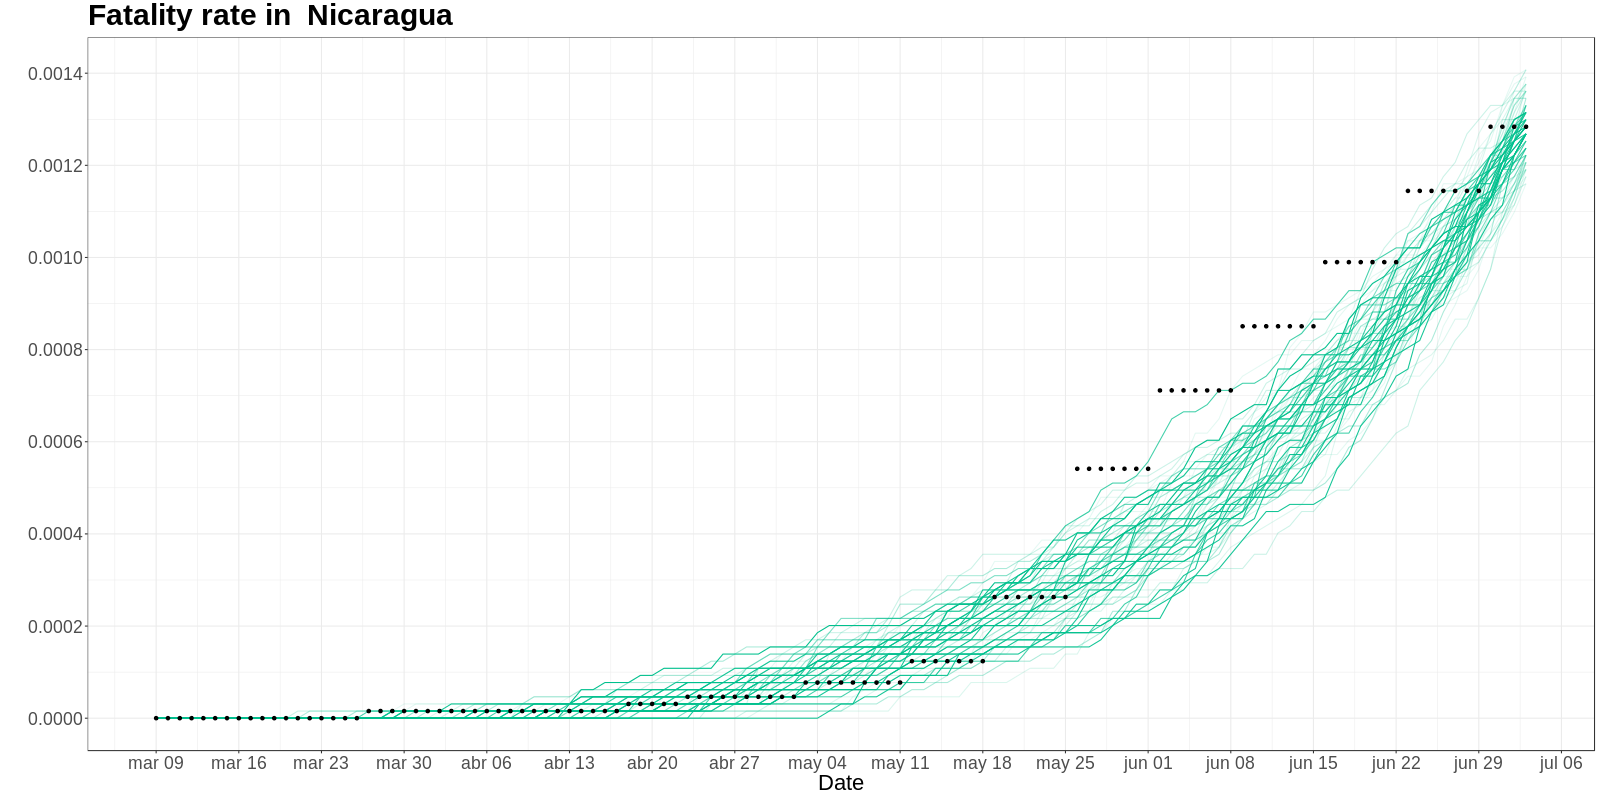 Fatality rate in  Nicaragua
0.0014
0.0012
0.0010
0.0008
0.0006
0.0004
0.0002
0.0000
mar 09 mar 16 mar 23 mar 30 abr 06 abr 13 abr 20 abr 27 may 04 may 11 may 18 may 25 jun 01 jun 08 jun 15 jun 22 jun 29 jul 06
Date